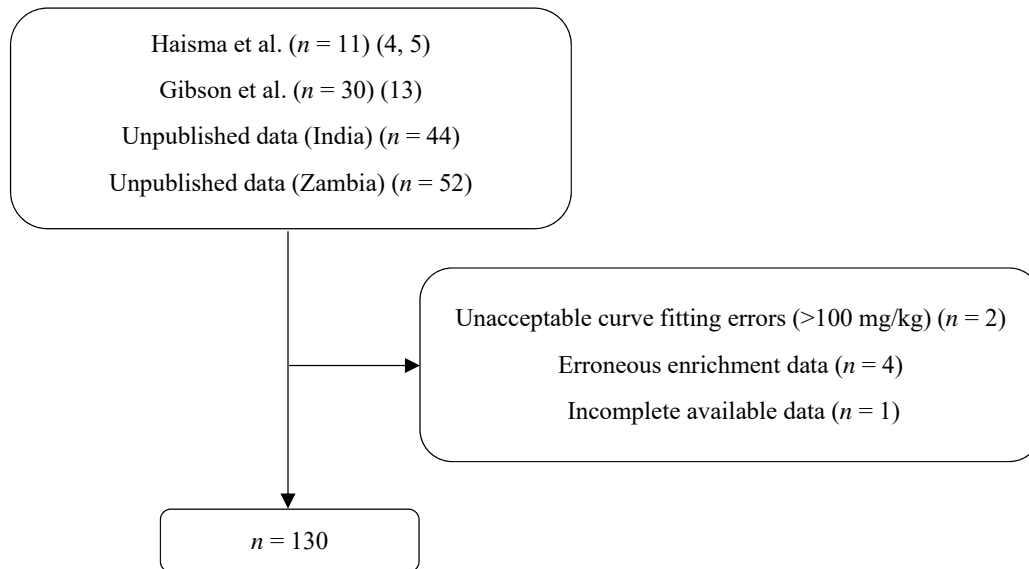 Haisma et al. (n = 11) (4, 5)
Gibson et al. (n = 30) (13)
Unpublished data (India) (n = 44)
Unpublished data (Zambia) (n = 52)
Unacceptable curve fitting errors (>100 mg/kg) (n = 2)
Erroneous enrichment data (n = 4)
Incomplete available data (n = 1)
n = 130